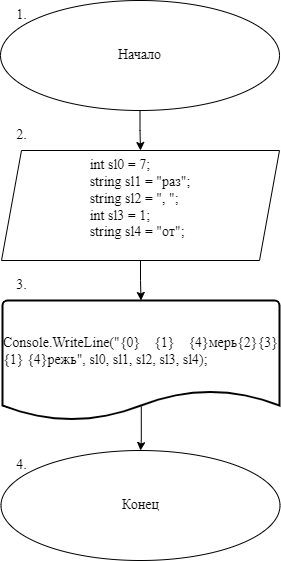 1.
Начало
2.
int sl0 = 7;
string sl1 = "раз";
string sl2 = ", ";
int sl3 = 1;
string sl4 = "от";
3.
Console.WriteLine("{0} {1} {4}мерь{2}{3}
{1} {4}режь", sl0, sl1, sl2, sl3, sl4);
4.
Конец